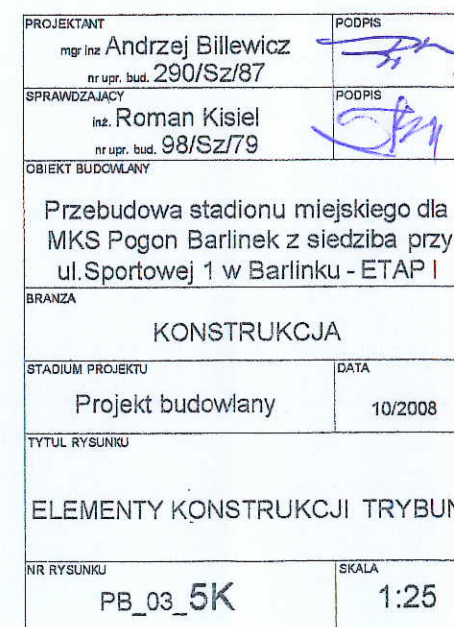 PROJEKTANT
PODPIS
mgr inz Andrzej Billewicz
nr upr. bud. 290/Sz/87
SPRAWDZAJĄCY
PODPIS
inż. Roman Kisiel
nr upr. bud. 98/Sz/79
OBIEKT BUDOWLANY
Przebudowa stadionu miejskiego dla
MKS Pogon Barlinek z siedziba przy
ul.Sportowej 1 w Barlinku - ETAP I
BRANZA
KONSTRUKCJA
STADIUM PROJEKTU
DATA
Projekt budowlany
10/2008
TYTUL RYSUNKU
ELEMENTY KONSTRUKCJI TRYBUN
NR RYSUNKU
SKALA
PB_03_5K
1:25